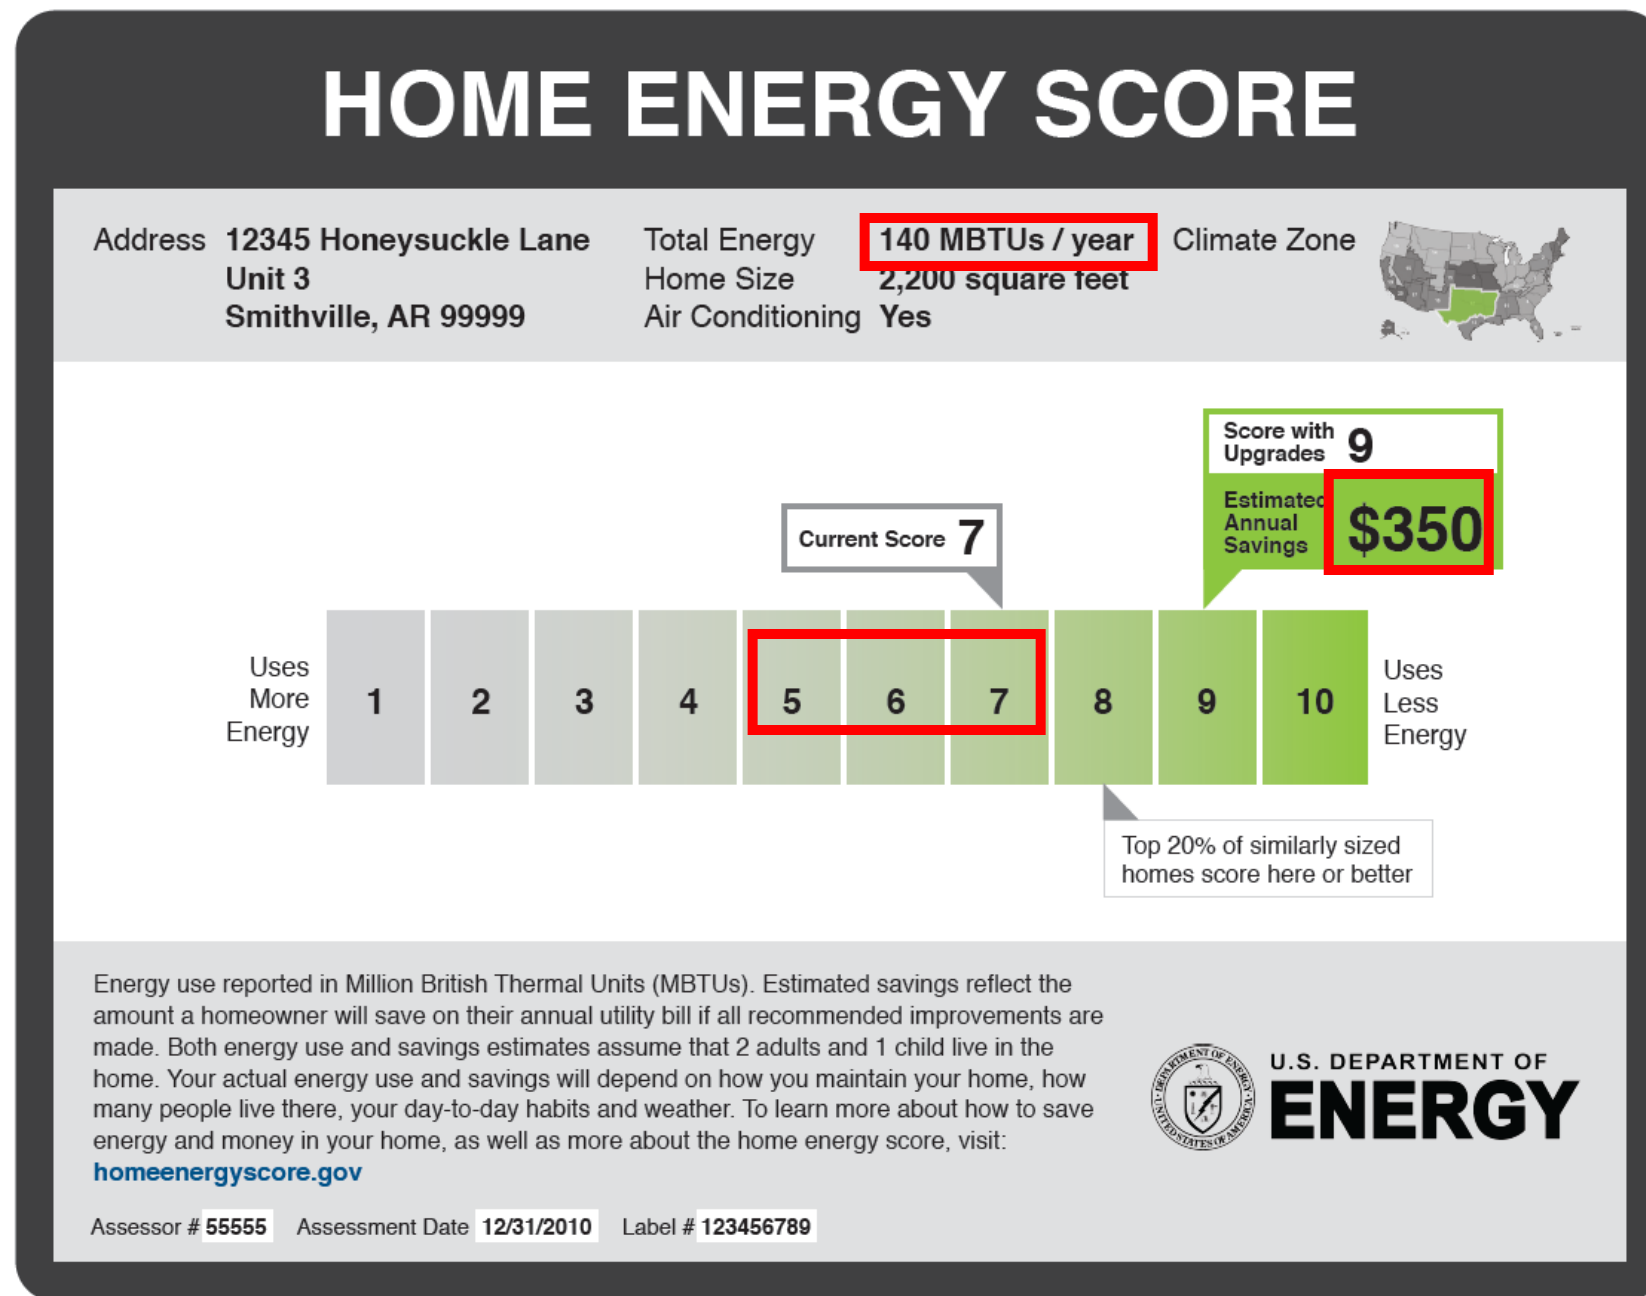 HOME ENERGY SCORE
Address 12345 Honeysuckle Lane
Unit 3
Smithville, AR 99999
Total Energy 140 MBTUs / year
Home Size 2,200 square feet
Air Conditioning Yes
Climate Zone
Score with
Upgrades 9
Estimated
Annual
Savings $350
Current Score 7
Uses
More
Energy
1 2 3 4 5 6 7 8 9 10
Uses
Less
Energy
Top 20% of similarly sized
homes score here or better
Energy use reported in Million British Thermal Units (MBTUs). Estimated savings reflect the
amount a homeowner will save on their annual utility bill if all recommended improvements are
made. Both energy use and savings estimates assume that 2 adults and 1 child live in the
home. Your actual energy use and savings will depend on how you maintain your home, how
many people live there, your day-to-day habits and weather. To learn more about how to save
energy and money in your home, as well as more about the home energy score, visit:
homeenergyscore.gov
DEPARTMENT OF ENERGY
UNITED STATES OF AMERICA
U.S. DEPARTMENT OF
ENERGY
Assessor # 55555 Assessment Date 12/31/2010 Label # 123456789